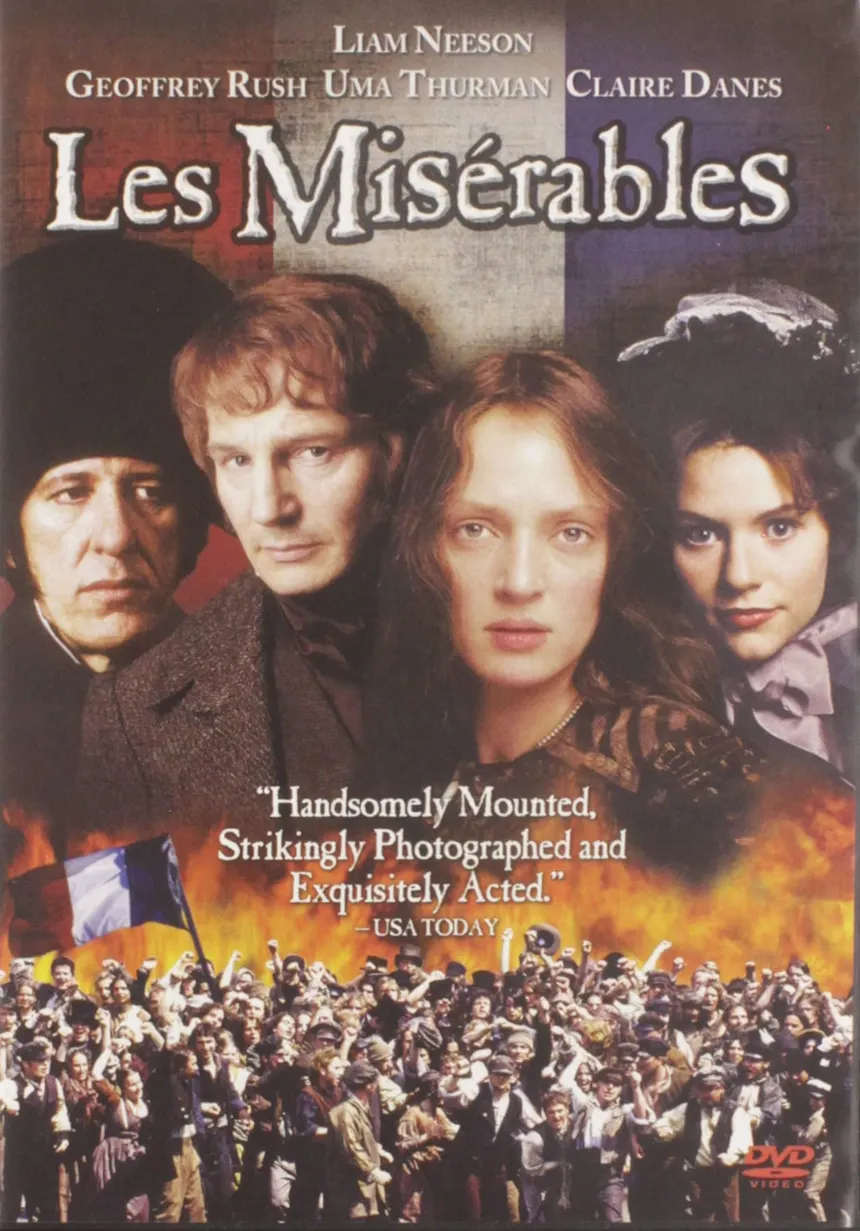 Liam Neeson
Geoffrey Rush Uma Thurman Claire Danes
Les Misérables
“Handsomely Mounted,
Strikingly Photographed and
Exquisitely Acted.”
– USA TODAY
DVD
VIDEO